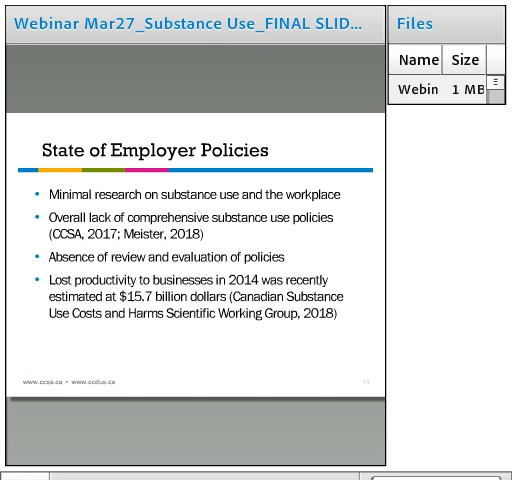 Webinar Mar27_Substance Use_FINAL SLID...
Files
Name Size
Webin 1 MB
State of Employer Policies
• Minimal research on substance use and the workplace
• Overall lack of comprehensive substance use policies
(CCSA, 2017; Meister, 2018)
• Absence of review and evaluation of policies
• Lost productivity to businesses in 2014 was recently
estimated at $15.7 billion dollars (Canadian Substance
Use Costs and Harms Scientific Working Group, 2018)
www.ccsa.ca • www.ccdus.ca